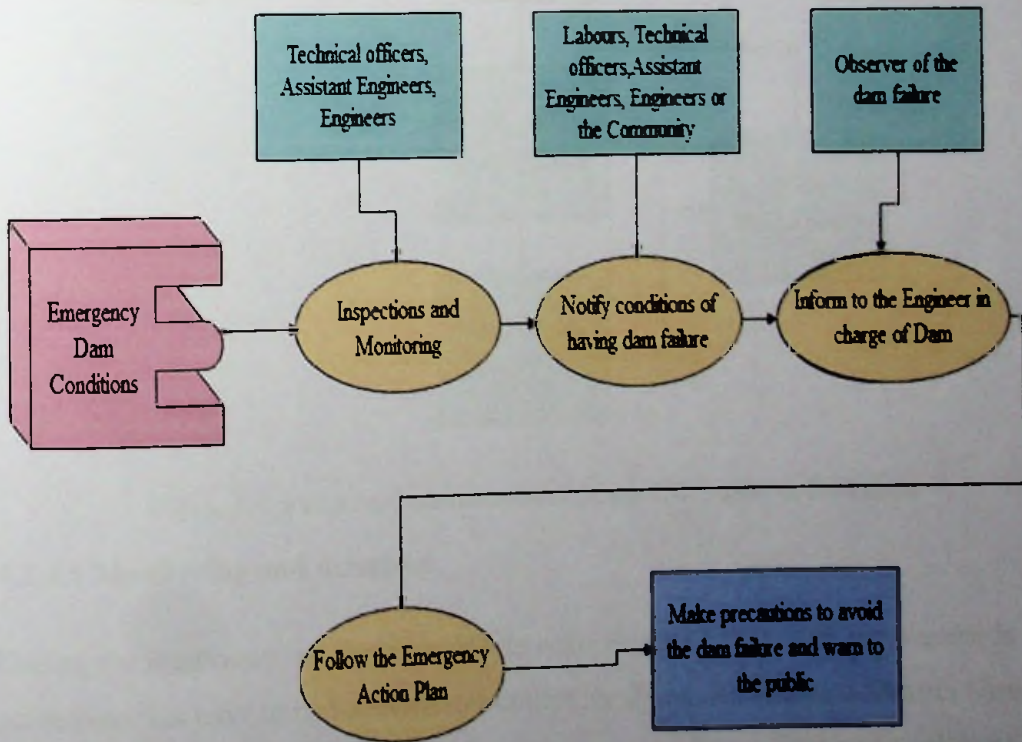 Technical officers,
Assistant Engineers,
Engineers
Labours, Technical
officers,Assistant
Engineers, Engineers or
the Community
Observer of the
dam failure
Emergency
Dam
Conditions
Inspections and
Monitoring
Notify conditions of
having dam failure
Inform to the Engineer in
charge of Dam
Follow the Emergency
Action Plan
Make precautions to avoid
the dam failure and warn to
the public